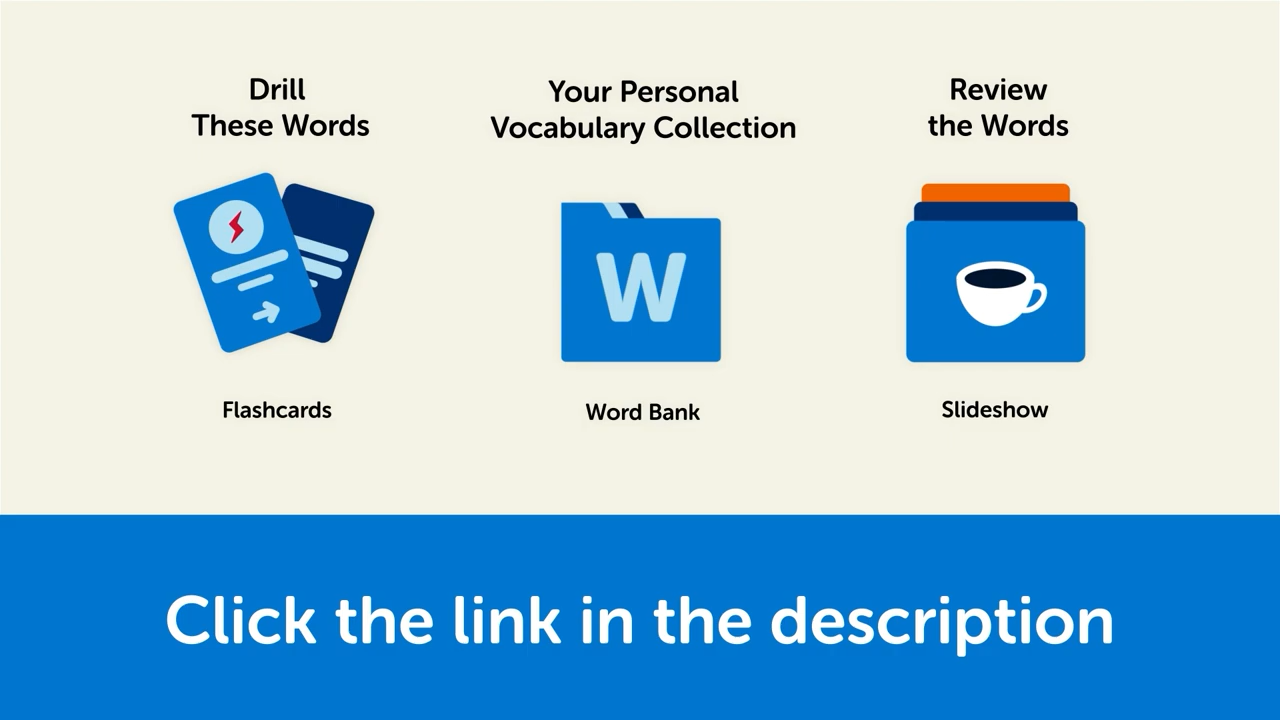 Drill
These Words
Your Personal
Vocabulary Collection
Review
the Words
W
Flashcards
Word Bank
Slideshow
Click the link in the description